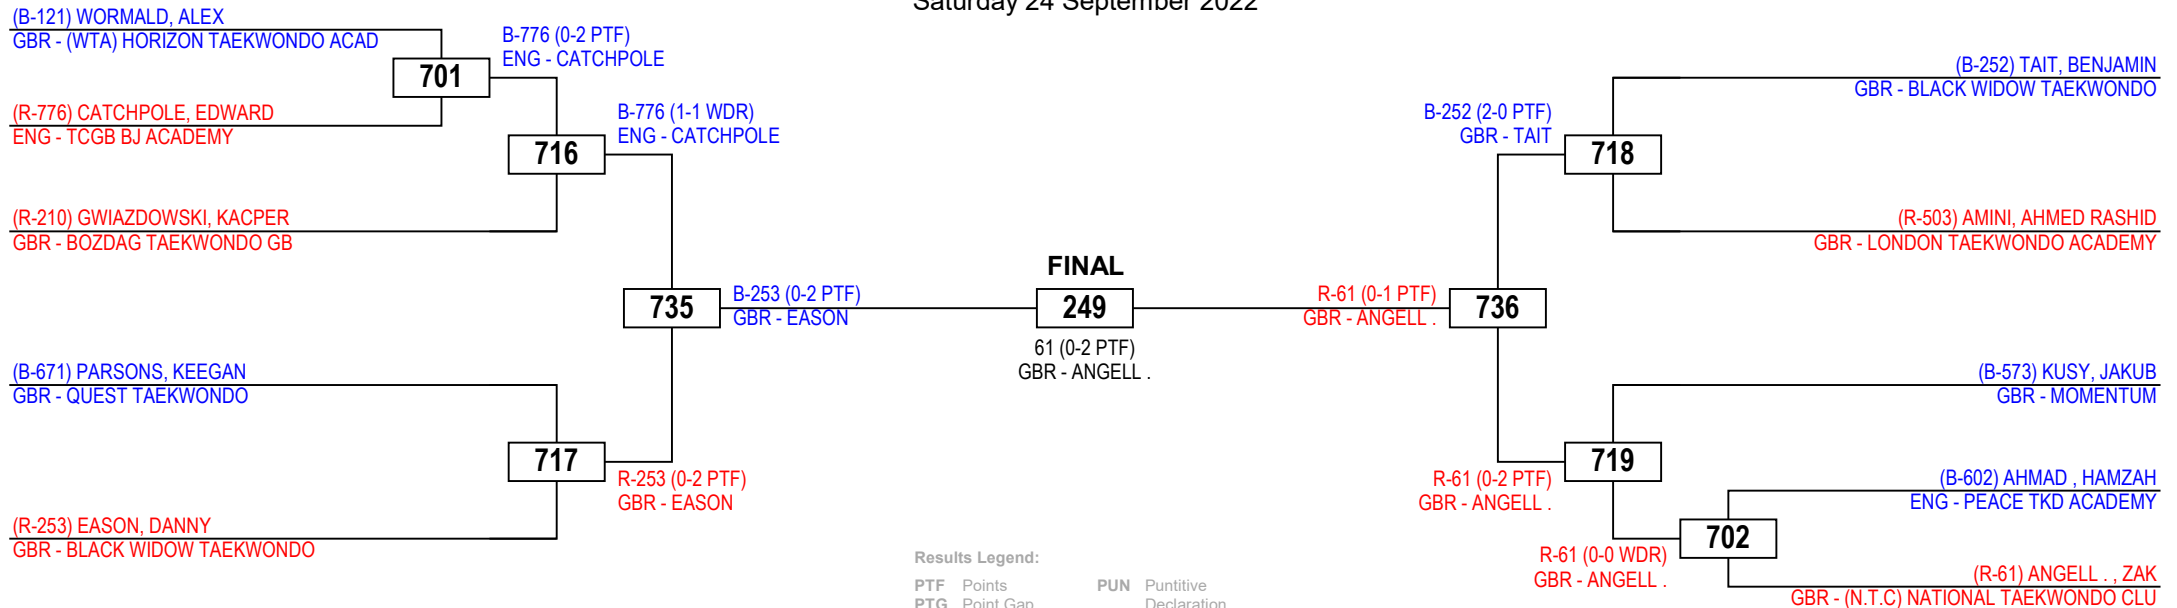 Saturday 24 September 2022
(B-121) WORMALD, ALEX
GBR - (WTA) HORIZON TAEKWONDO ACAD
701
(R-776) CATCHPOLE, EDWARD
ENG - TCGB BJ ACADEMY
B-776 (0-2 PTF)
ENG - CATCHPOLE
716
(R-210) GWIAZDOWSKI, KACPER
GBR - BOZDAG TAEKWONDO GB
B-776 (1-1 WDR)
ENG - CATCHPOLE
735
B-253 (0-2 PTF)
GBR - EASON
(B-671) PARSONS, KEEGAN
GBR - QUEST TAEKWONDO
717
R-253 (0-2 PTF)
GBR - EASON
(R-253) EASON, DANNY
GBR - BLACK WIDOW TAEKWONDO
FINAL
249
61 (0-2 PTF)
GBR - ANGELL .
R-61 (0-1 PTF)
GBR - ANGELL .
736
B-252 (2-0 PTF)
GBR - TAIT
718
(B-252) TAIT, BENJAMIN
GBR - BLACK WIDOW TAEKWONDO
(R-503) AMINI, AHMED RASHID
GBR - LONDON TAEKWONDO ACADEMY
(B-573) KUSY, JAKUB
GBR - MOMENTUM
719
R-61 (0-2 PTF)
GBR - ANGELL .
(B-602) AHMAD , HAMZAH
ENG - PEACE TKD ACADEMY
702
R-61 (0-0 WDR)
GBR - ANGELL .
(R-61) ANGELL . , ZAK
GBR - (N.T.C) NATIONAL TAEKWONDO CLU
Results Legend:
PTF Points PUN Puntitive
PTG Point Gap Declaration